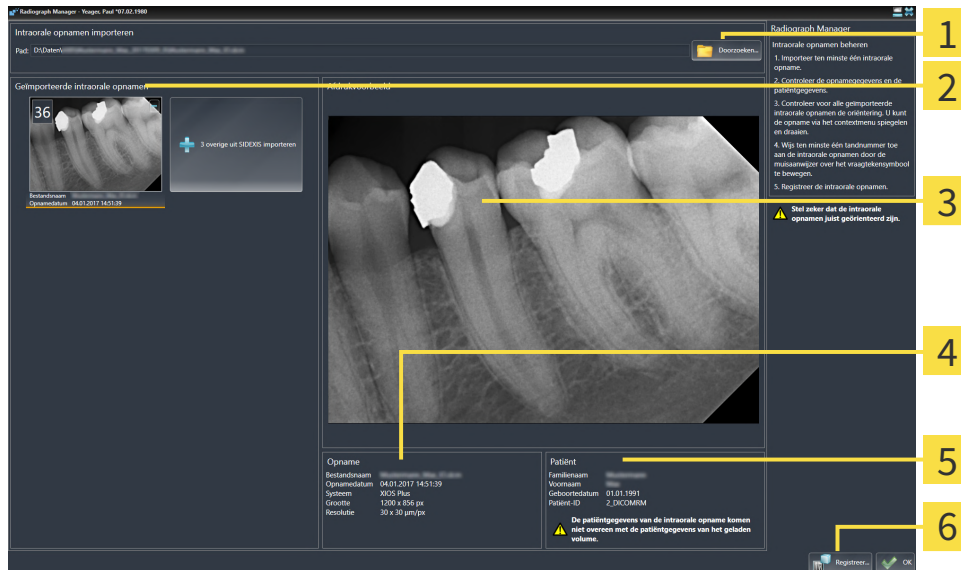 Radiograph Manager - Yeager, Paul *07.02.1980
Intraorale opnamen importeren
Pad: D:\Daten\
Doorzoeken...
1
Geïmporteerde intraorale opnamen
2
36
3 overige uit SIDEXIS importeren
Bestandsnaam
Opnamedatum 04.01.2017 14:51:39
Afdrukvoorbeeld
3
Radiograph Manager
Intraorale opnamen beheren
1. Importeer ten minste één intraorale
opname.
2. Controleer de opnamegegevens en de
patiëntgegevens.
3. Controleer voor alle geïmporteerde
intraorale opnamen de oriëntering. U kunt
de opname via het contextmenu spiegelen
en draaien.
4. Wijs ten minste één tandnummer toe
aan de intraorale opnamen door de
muisaanwijzer over het vraagtekensymbool
te bewegen.
5. Registreer de intraorale opnamen.
Stel zeker dat de intraorale
opnamen juist georiënteerd zijn.
4
Opname
Bestandsnaam
Opnamedatum 04.01.2017 14:51:39
Systeem XIOS Plus
Grootte 1200 x 856 px
Resolutie 30 x 30 µm/px
5
Patiënt
Familienaam
Voornaam
Geboortedatum 01.01.1991
Patiënt-ID 2_DICOMRM
De patiëntgegevens van de intraorale opname komen
niet overeen met de patiëntgegevens van het geladen
volume.
6
Registreer...
OK